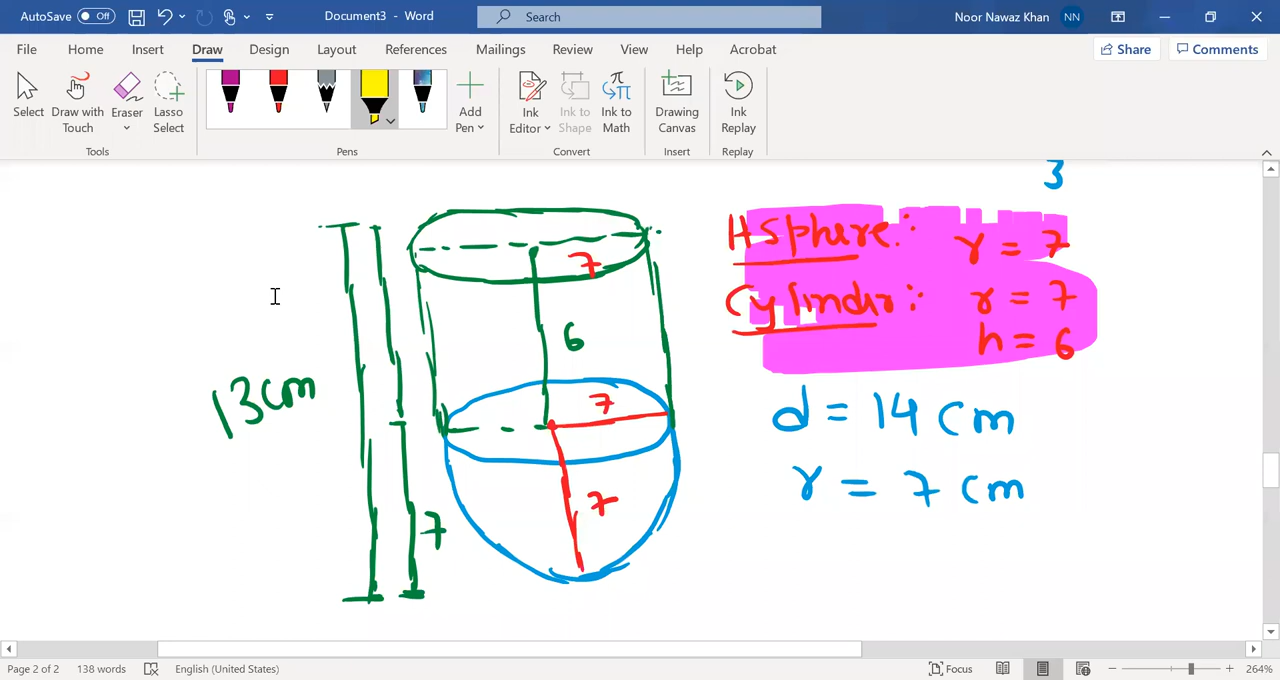 AutoSave Off Document3 - Word Search Noor Nawaz Khan NN
File Home Insert Draw Design Layout References Mailings Review View Help Acrobat Share Comments
Select Draw with Touch Eraser Lasso Select Add Pen Ink Editor Ink to Shape Ink to Math Drawing Canvas Ink Replay
Tools Pens Convert Insert Replay
3
HSphere: r = 7
7
Cylinder: r = 7
6
h = 6
13cm
7
d = 14 cm
r = 7 cm
7
7
Page 2 of 2 138 words English (United States) Focus 264%